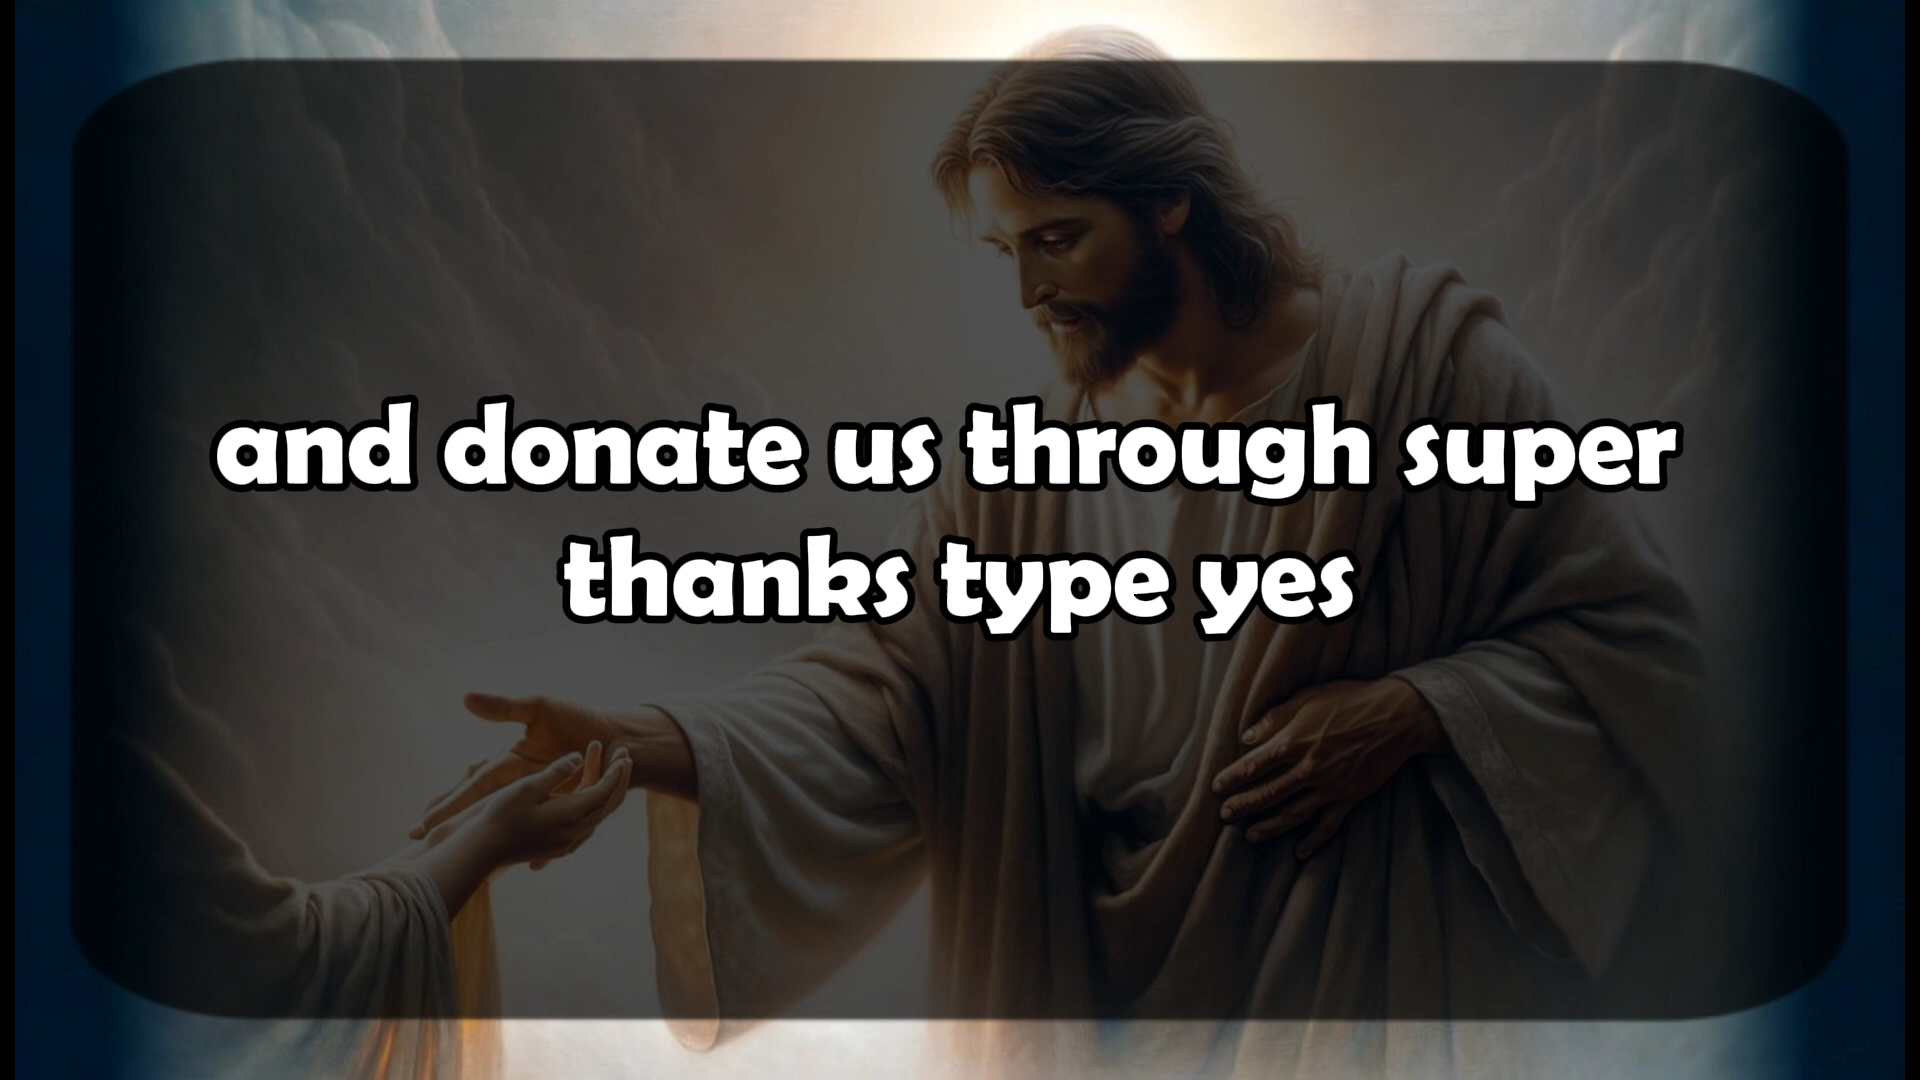 and donate us through super
thanks type yes